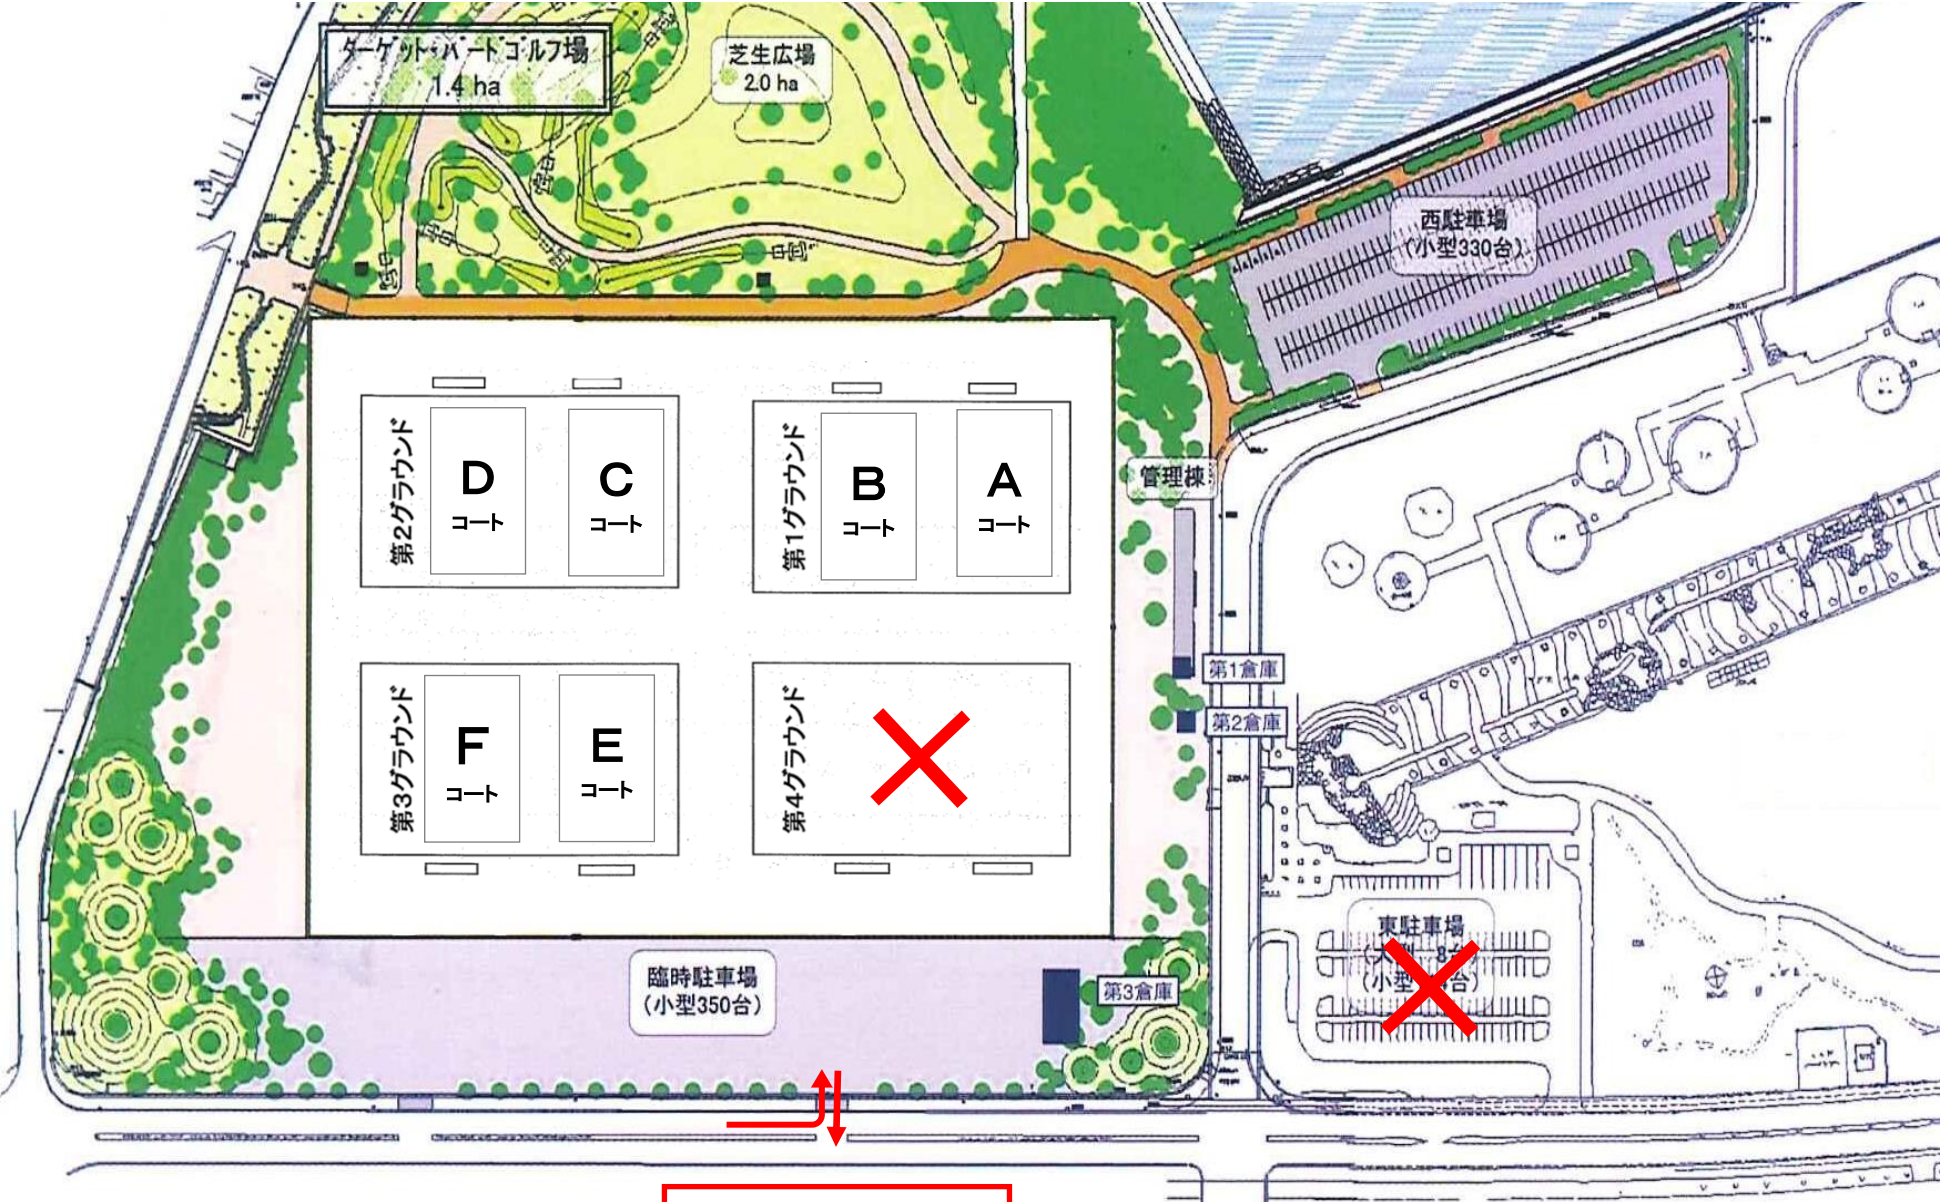 ターゲット・バードゴルフ場
1.4 ha
芝生広場
2.0 ha
西駐車場
(小型330台)
管理棟
第2グラウンド
D
コート
C
コート
第1グラウンド
B
コート
A
コート
第1倉庫
第2倉庫
第3グラウンド
F
コート
E
コート
第4グラウンド
東駐車場
臨時駐車場
(小型350台)
第3倉庫